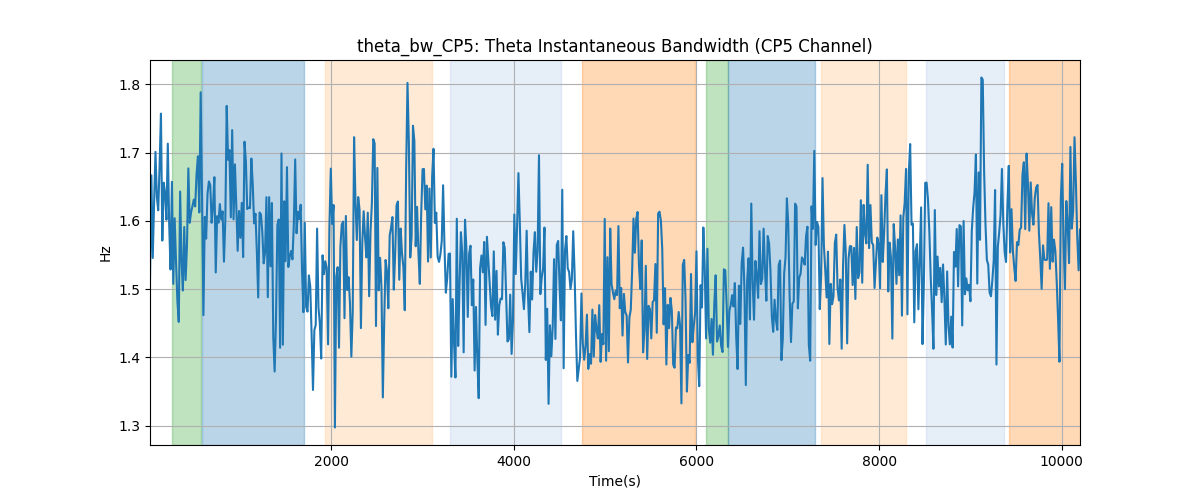 theta_bw_CP5: Theta Instantaneous Bandwidth (CP5 Channel)
1.8
1.7
1.6
1.5
1.4
1.3
Hz
2000 4000 6000 8000 10000
Time(s)